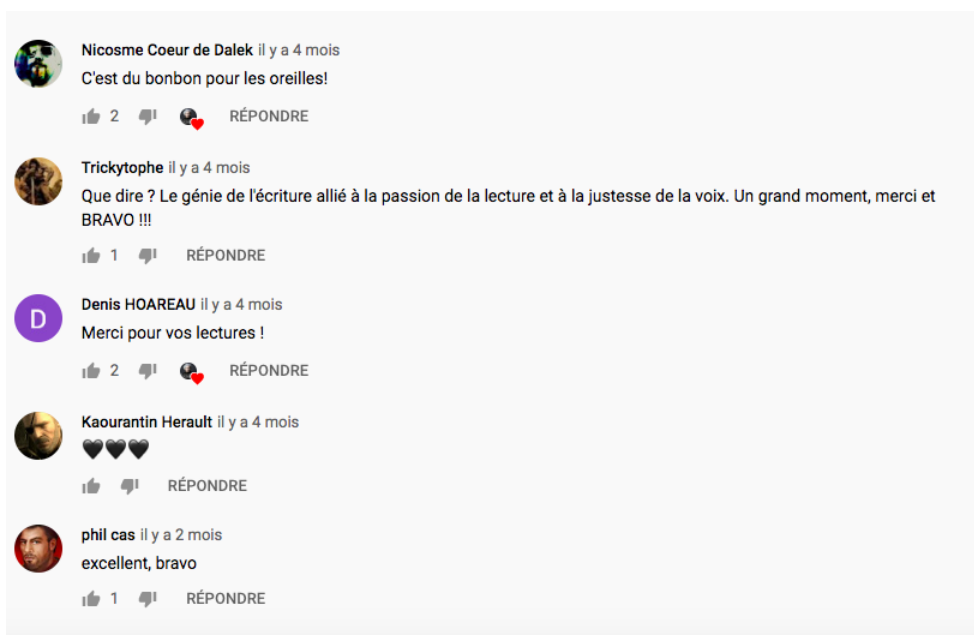 Nicosme Coeur de Dalek il y a 4 mois
C'est du bonbon pour les oreilles!
2 RÉPONDRE
Trickytophe il y a 4 mois
Que dire ? Le génie de l'écriture allié à la passion de la lecture et à la justesse de la voix. Un grand moment, merci et
BRAVO !!!
1 RÉPONDRE
D
Denis HOAREAU il y a 4 mois
Merci pour vos lectures !
2 RÉPONDRE
Kaourantin Herault il y a 4 mois
🖤🖤🖤
RÉPONDRE
phil cas il y a 2 mois
excellent, bravo
1 RÉPONDRE